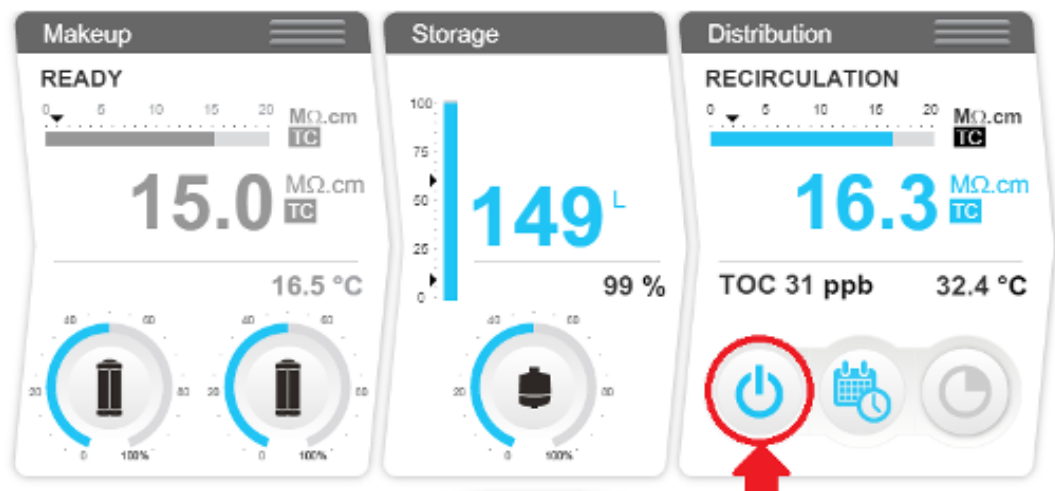 Makeup
READY
0 5 10 15 20 MΩ.cm
TC
15.0 MΩ.cm
TC
16.5 °C
40 60
20 80
0 100%
40 60
20 80
0 100%
Storage
100
75
50
25
0
149 L
99 %
40 60
20 80
0 100%
Distribution
RECIRCULATION
0 5 10 15 20 MΩ.cm
TC
16.3 MΩ.cm
TC
TOC 31 ppb 32.4 °C